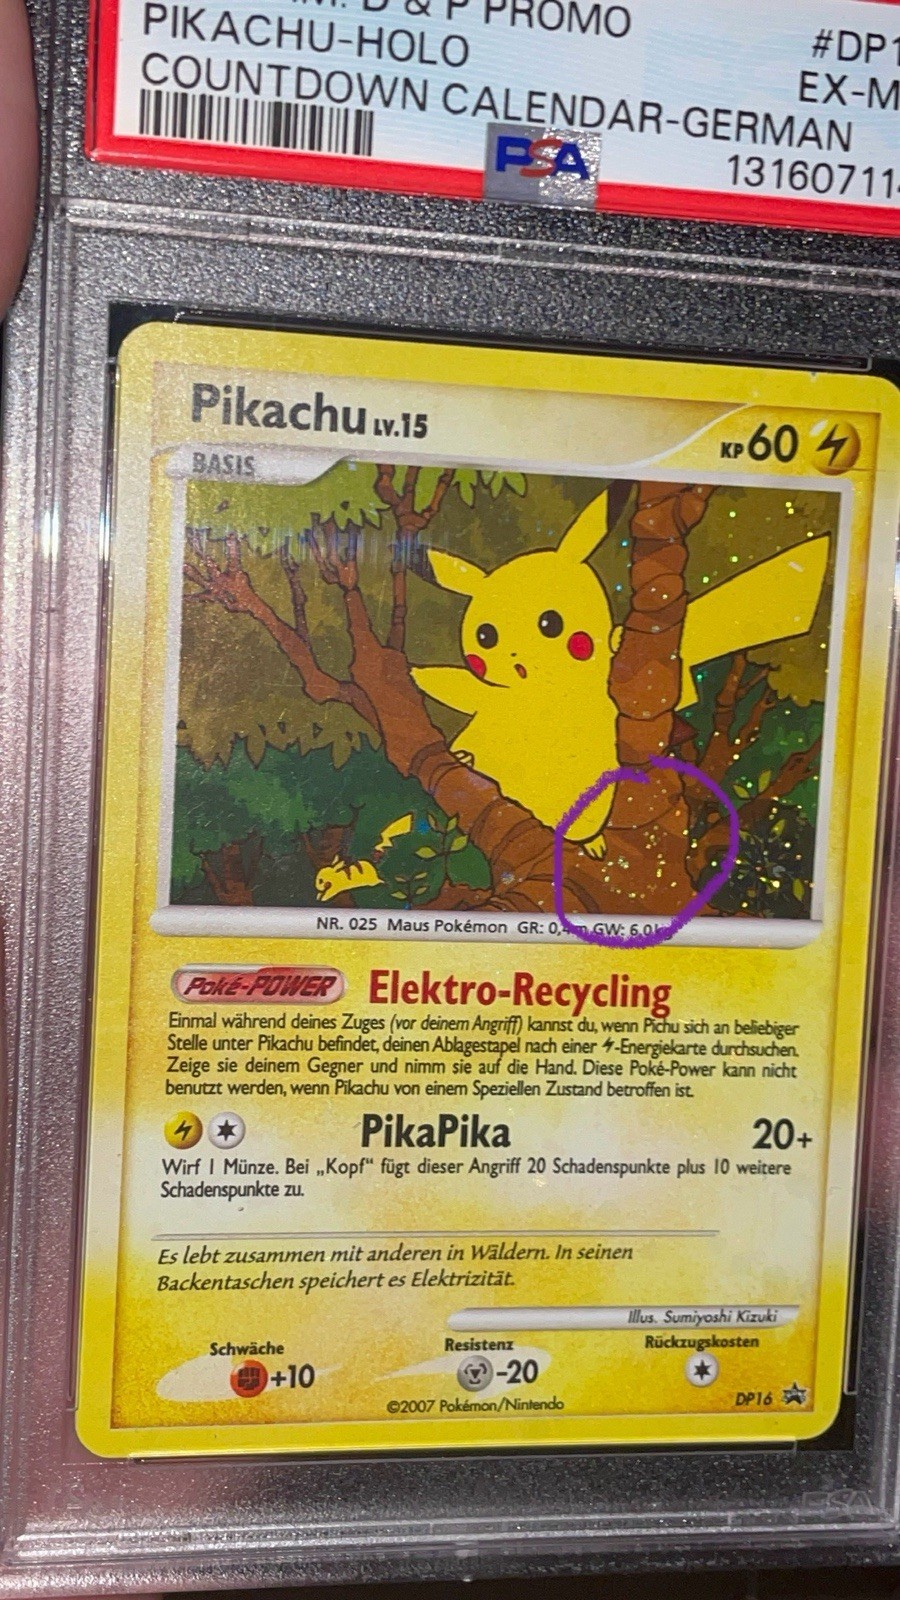 & P PROMO
PIKACHU-HOLO
#DP1
COUNTDOWN CALENDAR-GERMAN
EX-M
PSA
131607114
Pikachu LV.15
KP 60
BASIS
NR. 025 Maus Pokémon GR: 0,4m GW: 6,0kg
Poké-POWER Elektro-Recycling
Einmal während deines Zuges (vor deinem Angriff) kannst du, wenn Pichu sich an beliebiger
Stelle unter Pikachu befindet, deinen Ablagestapel nach einer -Energiekarte durchsuchen.
Zeige sie deinem Gegner und nimm sie auf die Hand. Diese Poké-Power kann nicht
benutzt werden, wenn Pikachu von einem Speziellen Zustand betroffen ist.
PikaPika 20+
Wirf 1 Münze. Bei „Kopf“ fügt dieser Angriff 20 Schadenspunkte plus 10 weitere
Schadenspunkte zu.
Es lebt zusammen mit anderen in Wäldern. In seinen
Backentaschen speichert es Elektrizität.
Illus. Sumiyoshi Kizuki
Schwäche Resistenz Rückzugskosten
+10 -20
©2007 Pokémon/Nintendo
DP16
PSA